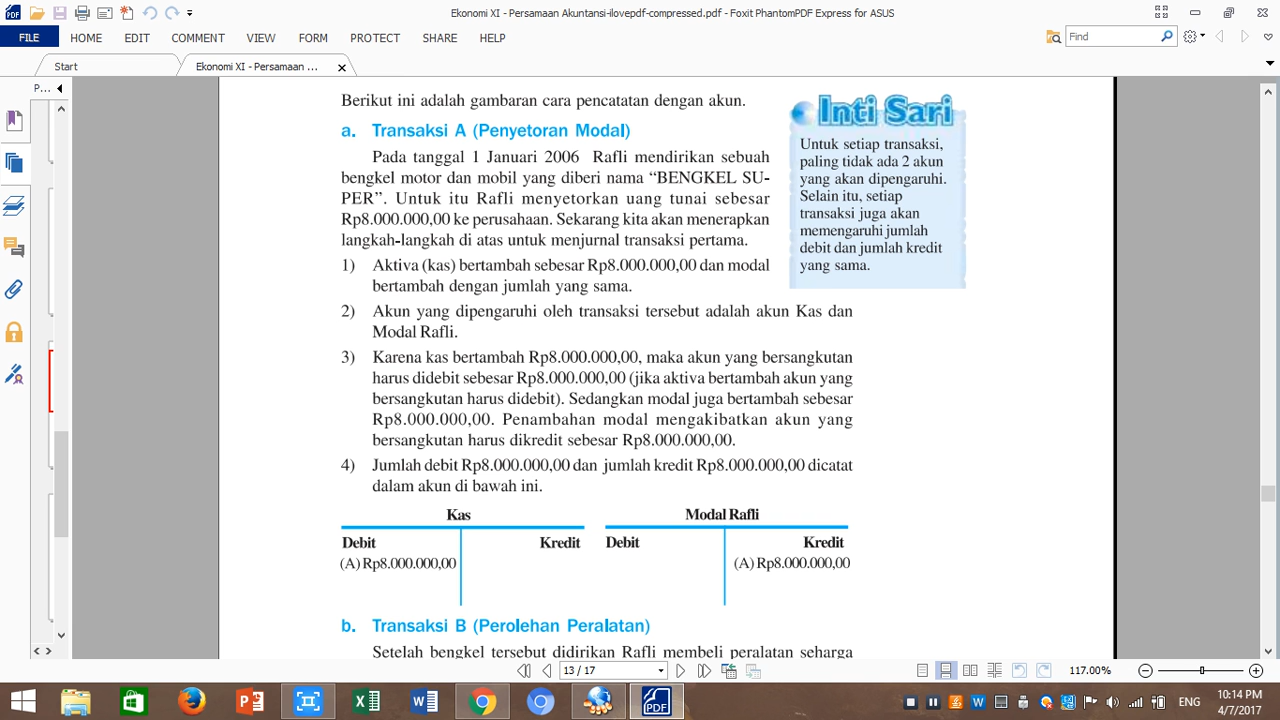 Ekonomi XI - Persamaan Akuntansi-ilovepdf-compressed.pdf - Foxit PhantomPDF Express for ASUS
FILE HOME EDIT COMMENT VIEW FORM PROTECT SHARE HELP
Find
Start
Ekonomi XI - Persamaan ...
P...
Berikut ini adalah gambaran cara pencatatan dengan akun.
a. Transaksi A (Penyetoran Modal)
Pada tanggal 1 Januari 2006 Rafli mendirikan sebuah
bengkel motor dan mobil yang diberi nama “BENGKEL SU-
PER”. Untuk itu Rafli menyetorkan uang tunai sebesar
Rp8.000.000,00 ke perusahaan. Sekarang kita akan menerapkan
langkah-langkah di atas untuk menjurnal transaksi pertama.
1) Aktiva (kas) bertambah sebesar Rp8.000.000,00 dan modal
bertambah dengan jumlah yang sama.
2) Akun yang dipengaruhi oleh transaksi tersebut adalah akun Kas dan
Modal Rafli.
3) Karena kas bertambah Rp8.000.000,00, maka akun yang bersangkutan
harus didebit sebesar Rp8.000.000,00 (jika aktiva bertambah akun yang
bersangkutan harus didebit). Sedangkan modal juga bertambah sebesar
Rp8.000.000,00. Penambahan modal mengakibatkan akun yang
bersangkutan harus dikredit sebesar Rp8.000.000,00.
4) Jumlah debit Rp8.000.000,00 dan jumlah kredit Rp8.000.000,00 dicatat
dalam akun di bawah ini.
Inti Sari
Untuk setiap transaksi,
paling tidak ada 2 akun
yang akan dipengaruhi.
Selain itu, setiap
transaksi juga akan
memengaruhi jumlah
debit dan jumlah kredit
yang sama.
Kas
Debit Kredit
(A) Rp8.000.000,00
Modal Rafli
Debit Kredit
(A) Rp8.000.000,00
b. Transaksi B (Perolehan Peralatan)
Setelah bengkel tersebut didirikan Rafli membeli peralatan seharga
13 / 17
117.00%
ENG
10:14 PM
4/7/2017